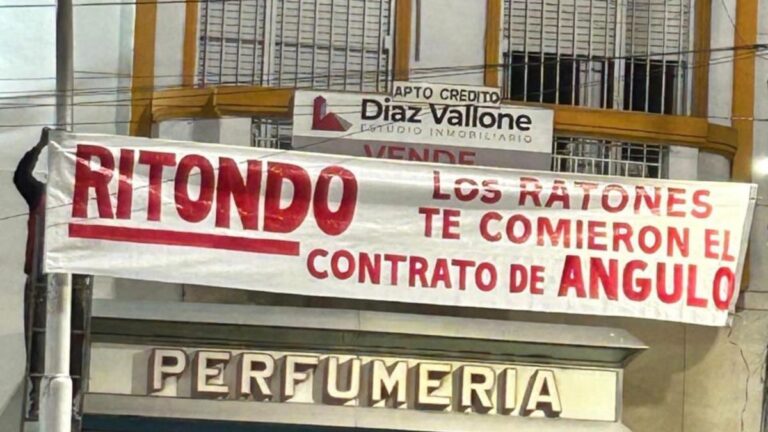 APTO CREDITO
Diaz Vallone
ESTUDIO INMOBILIARIO
VENDE
RITONDO
LOS RATONES
TE COMIERON EL
CONTRATO DE ANGULO
PERFUMERIA